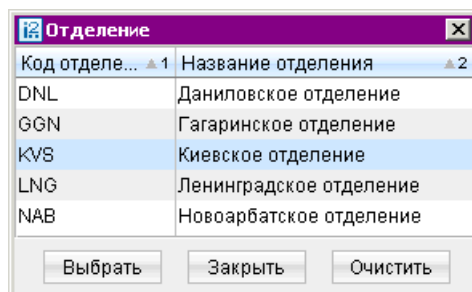 Отделение
Код отделе... 1 Название отделения 2
DNL Даниловское отделение
GGN Гагаринское отделение
KVS Киевское отделение
LNG Ленинградское отделение
NAB Новоарбатское отделение
Выбрать Закрыть Очистить